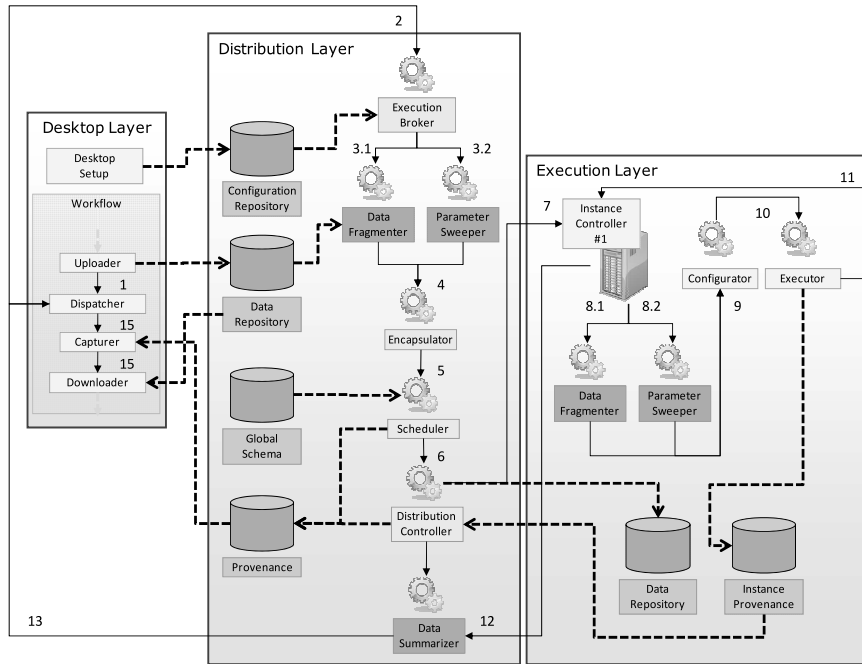 2
Distribution Layer
Execution
Broker
3.1
3.2
Configuration
Repository
Data
Fragmenter
Parameter
Sweeper
4
Data
Repository
Encapsulator
5
Global
Schema
Scheduler
6
Distribution
Controller
Provenance
Data
Summarizer
12
13
Desktop Layer
Desktop
Setup
Workflow
Uploader
1
Dispatcher
15
Capturer
15
Downloader
Execution Layer
11
7
Instance
Controller
#1
10
Configurator
Executor
8.1
8.2
9
Data
Fragmenter
Parameter
Sweeper
Data
Repository
Instance
Provenance